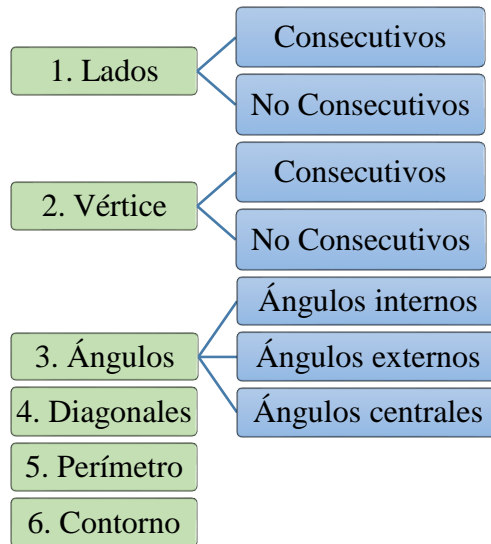 1. Lados
Consecutivos
No Consecutivos
2. Vértice
Consecutivos
No Consecutivos
3. Ángulos
Ángulos internos
Ángulos externos
Ángulos centrales
4. Diagonales
5. Perímetro
6. Contorno